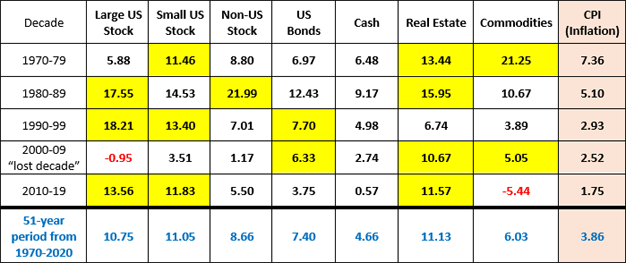 Decade Large US Stock Small US Stock Non-US Stock US Bonds Cash Real Estate Commodities CPI (Inflation)
1970-79 5.88 11.46 8.80 6.97 6.48 13.44 21.25 7.36
1980-89 17.55 14.53 21.99 12.43 9.17 15.95 10.67 5.10
1990-99 18.21 13.40 7.01 7.70 4.98 6.74 3.89 2.93
2000-09 "lost decade" -0.95 3.51 1.17 6.33 2.74 10.67 5.05 2.52
2010-19 13.56 11.83 5.50 3.75 0.57 11.57 -5.44 1.75
51-year period from 1970-2020 10.75 11.05 8.66 7.40 4.66 11.13 6.03 3.86